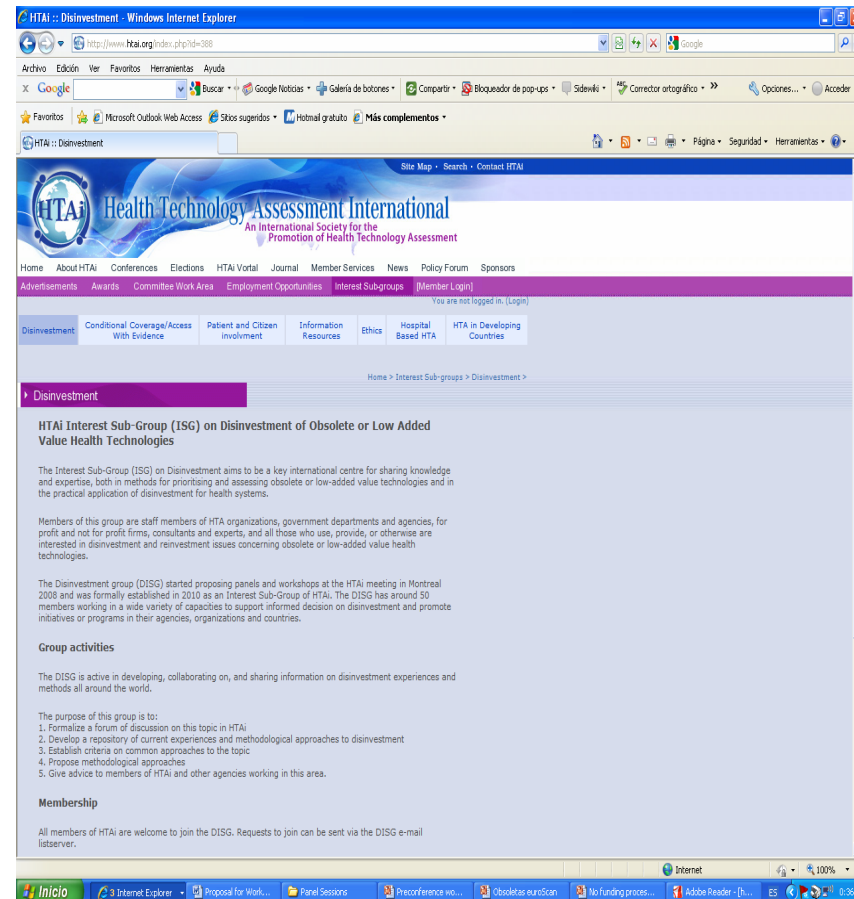 HTAi :: Disinvestment - Windows Internet Explorer
http://www.htai.org/index.php?id=388
Google
Archivo Edición Ver Favoritos Herramientas Ayuda
x Google Buscar Google Noticias Galería de botones Compartir Bloqueador de pop-ups Sidewiki Corrector ortográfico » Opciones... Acceder
Favoritos Microsoft Outlook Web Access Sitios sugeridos Hotmail gratuito Más complementos
HTAi :: Disinvestment Página Seguridad Herramientas
Site Map · Search · Contact HTAi
HTAi Health Technology Assessment International
An International Society for the
Promotion of Health Technology Assessment
Home About HTAi Conferences Elections HTAi Vortal Journal Member Services News Policy Forum Sponsors
Advertisements Awards Committee Work Area Employment Opportunities Interest Sub-groups [Member Login]
You are not logged in. (Login)
Disinvestment Conditional Coverage/Access With Evidence Patient and Citizen involvment Information Resources Ethics Hospital Based HTA HTA in Developing Countries
Home > Interest Sub-groups > Disinvestment >
Disinvestment
HTAi Interest Sub-Group (ISG) on Disinvestment of Obsolete or Low Added
Value Health Technologies
The Interest Sub-Group (ISG) on Disinvestment aims to be a key international centre for sharing knowledge
and expertise, both in methods for prioritising and assessing obsolete or low-added value technologies and in
the practical application of disinvestment for health systems.
Members of this group are staff members of HTA organizations, government departments and agencies, for
profit and not for profit firms, consultants and experts, and all those who use, provide, or otherwise are
interested in disinvestment and reinvestment issues concerning obsolete or low-added value health
technologies.
The Disinvestment group (DISG) started proposing panels and workshops at the HTAi meeting in Montreal
2008 and was formally established in 2010 as an Interest Sub-Group of HTAi. The DISG has around 50
members working in a wide variety of capacities to support informed decision on disinvestment and promote
initiatives or programs in their agencies, organizations and countries.
Group activities
The DISG is active in developing, collaborating on, and sharing information on disinvestment experiences and
methods all around the world.
The purpose of this group is to:
1. Formalize a forum of discussion on this topic in HTAi
2. Develop a repository of current experiences and methodological approaches to disinvestment
3. Establish criteria on common approaches to the topic
4. Propose methodological approaches
5. Give advice to members of HTAi and other agencies working in this area.
Membership
All members of HTAi are welcome to join the DISG. Requests to join can be sent via the DISG e-mail
listserver.
Internet 100%
Inicio 3 Internet Explorer Proposal for Work... Panel Sessions Preconference wo... Obsoletas euroScan No funding proces... Adobe Reader - [h... ES 0:36